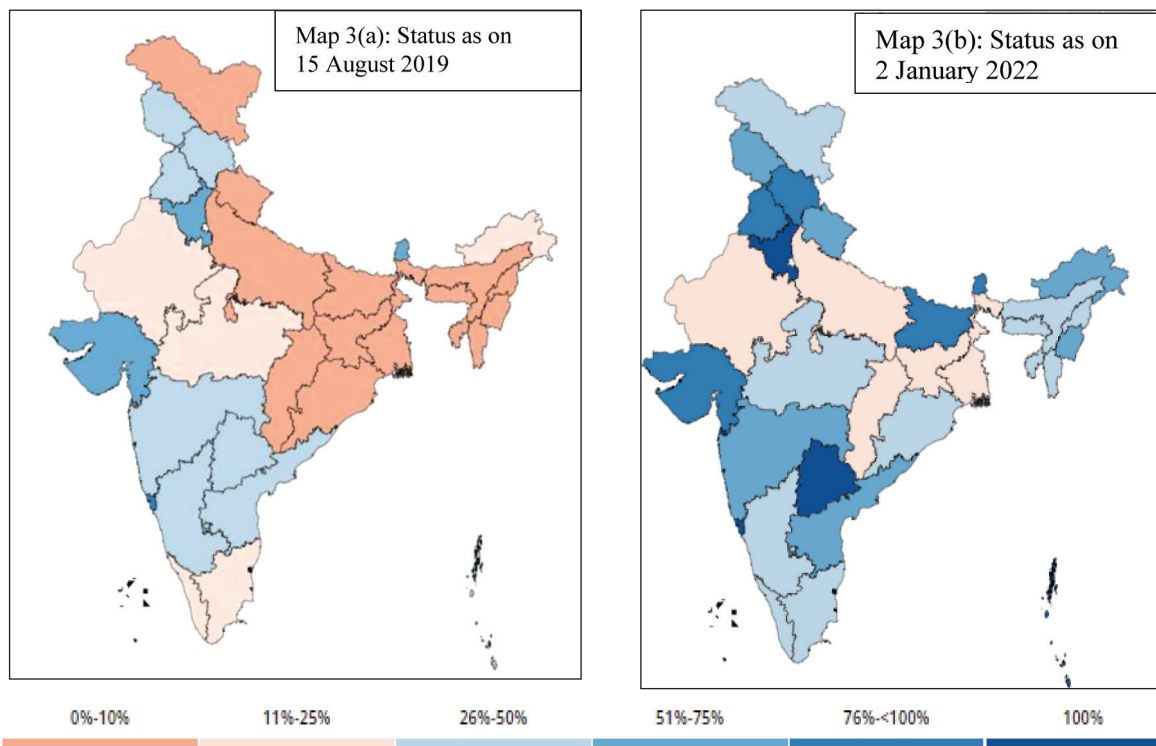 Map 3(a): Status as on
15 August 2019
Map 3(b): Status as on
2 January 2022
0%-10%
11%-25%
26%-50%
51%-75%
76%-<100%
100%